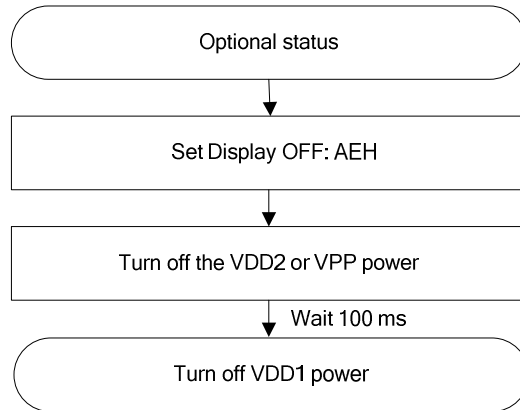 Optional status
Set Display OFF: AEH
Turn off the VDD2 or VPP power
Wait 100 ms
Turn off VDD1 power